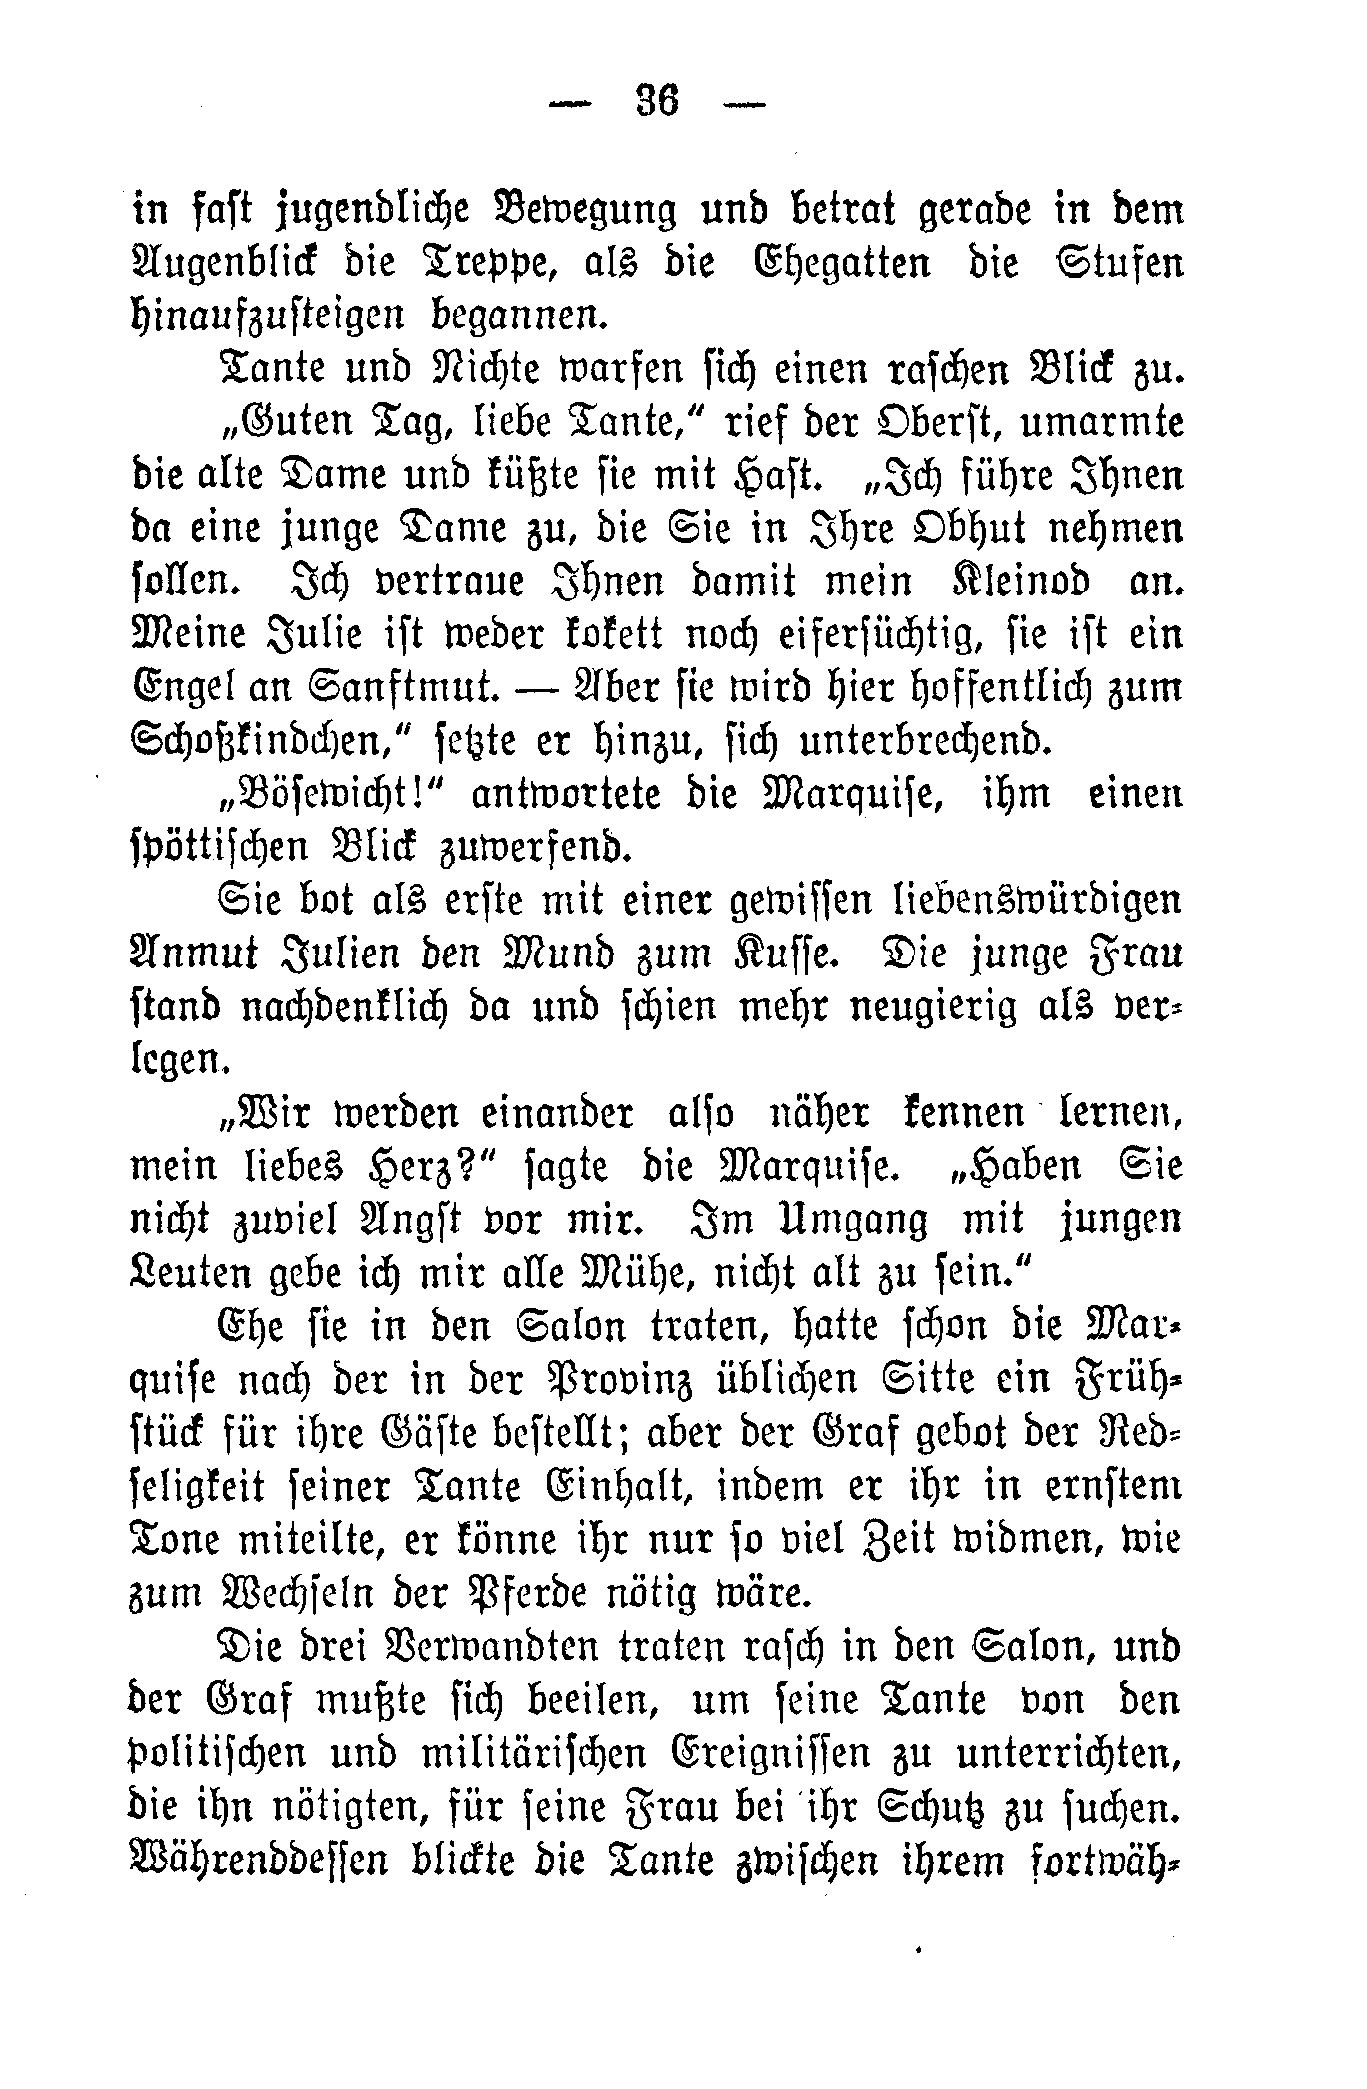 — 36 —
in faſt jugendliche Bewegung und betrat gerade in dem
Augenblick die Treppe, als die Ehegatten die Stufen
hinaufzuſteigen begannen.
Tante und Nichte warfen ſich einen raſchen Blick zu.
„Guten Tag, liebe Tante,“ rief der Oberſt, umarmte
die alte Dame und küßte ſie mit Haſt. „Ich führe Ihnen
da eine junge Dame zu, die Sie in Ihre Obhut nehmen
ſollen. Ich vertraue Ihnen damit mein Kleinod an.
Meine Julie iſt weder kokett noch eiferſüchtig, ſie iſt ein
Engel an Sanftmut. — Aber ſie wird hier hoffentlich zum
Schoßkindchen,“ ſetzte er hinzu, ſich unterbrechend.
„Böſewicht!“ antwortete die Marquiſe, ihm einen
ſpöttiſchen Blick zuwerfend.
Sie bot als erſte mit einer gewiſſen liebenswürdigen
Anmut Julien den Mund zum Kuſſe. Die junge Frau
ſtand nachdenklich da und ſchien mehr neugierig als ver⸗
legen.
„Wir werden einander alſo näher kennen lernen,
mein liebes Herz?“ ſagte die Marquiſe. „Haben Sie
nicht zuviel Angſt vor mir. Im Umgang mit jungen
Leuten gebe ich mir alle Mühe, nicht alt zu ſein.“
Ehe ſie in den Salon traten, hatte ſchon die Mar⸗
quiſe nach der in der Provinz üblichen Sitte ein Früh⸗
ſtück für ihre Gäſte beſtellt; aber der Graf gebot der Red⸗
ſeligkeit ſeiner Tante Einhalt, indem er ihr in ernſtem
Tone miteilte, er könne ihr nur ſo viel Zeit widmen, wie
zum Wechſeln der Pferde nötig wäre.
Die drei Verwandten traten raſch in den Salon, und
der Graf mußte ſich beeilen, um ſeine Tante von den
politiſchen und militäriſchen Ereigniſſen zu unterrichten,
die ihn nötigten, für ſeine Frau bei ihr Schutz zu ſuchen.
Währenddeſſen blickte die Tante zwiſchen ihrem fortwäh⸗